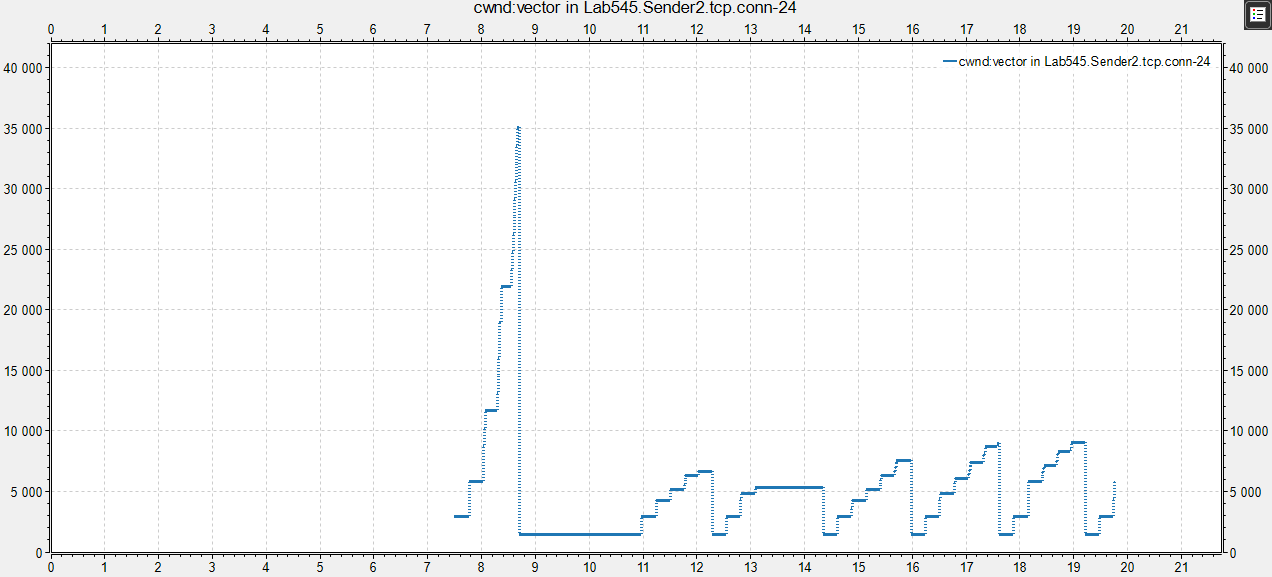 cwnd:vector in Lab545.Sender2.tcp.conn-24
0 1 2 3 4 5 6 7 8 9 10 11 12 13 14 15 16 17 18 19 20 21
cwnd:vector in Lab545.Sender2.tcp.conn-24
40 000 40 000
35 000 35 000
30 000 30 000
25 000 25 000
20 000 20 000
15 000 15 000
10 000 10 000
5 000 5 000
0 0
0 1 2 3 4 5 6 7 8 9 10 11 12 13 14 15 16 17 18 19 20 21